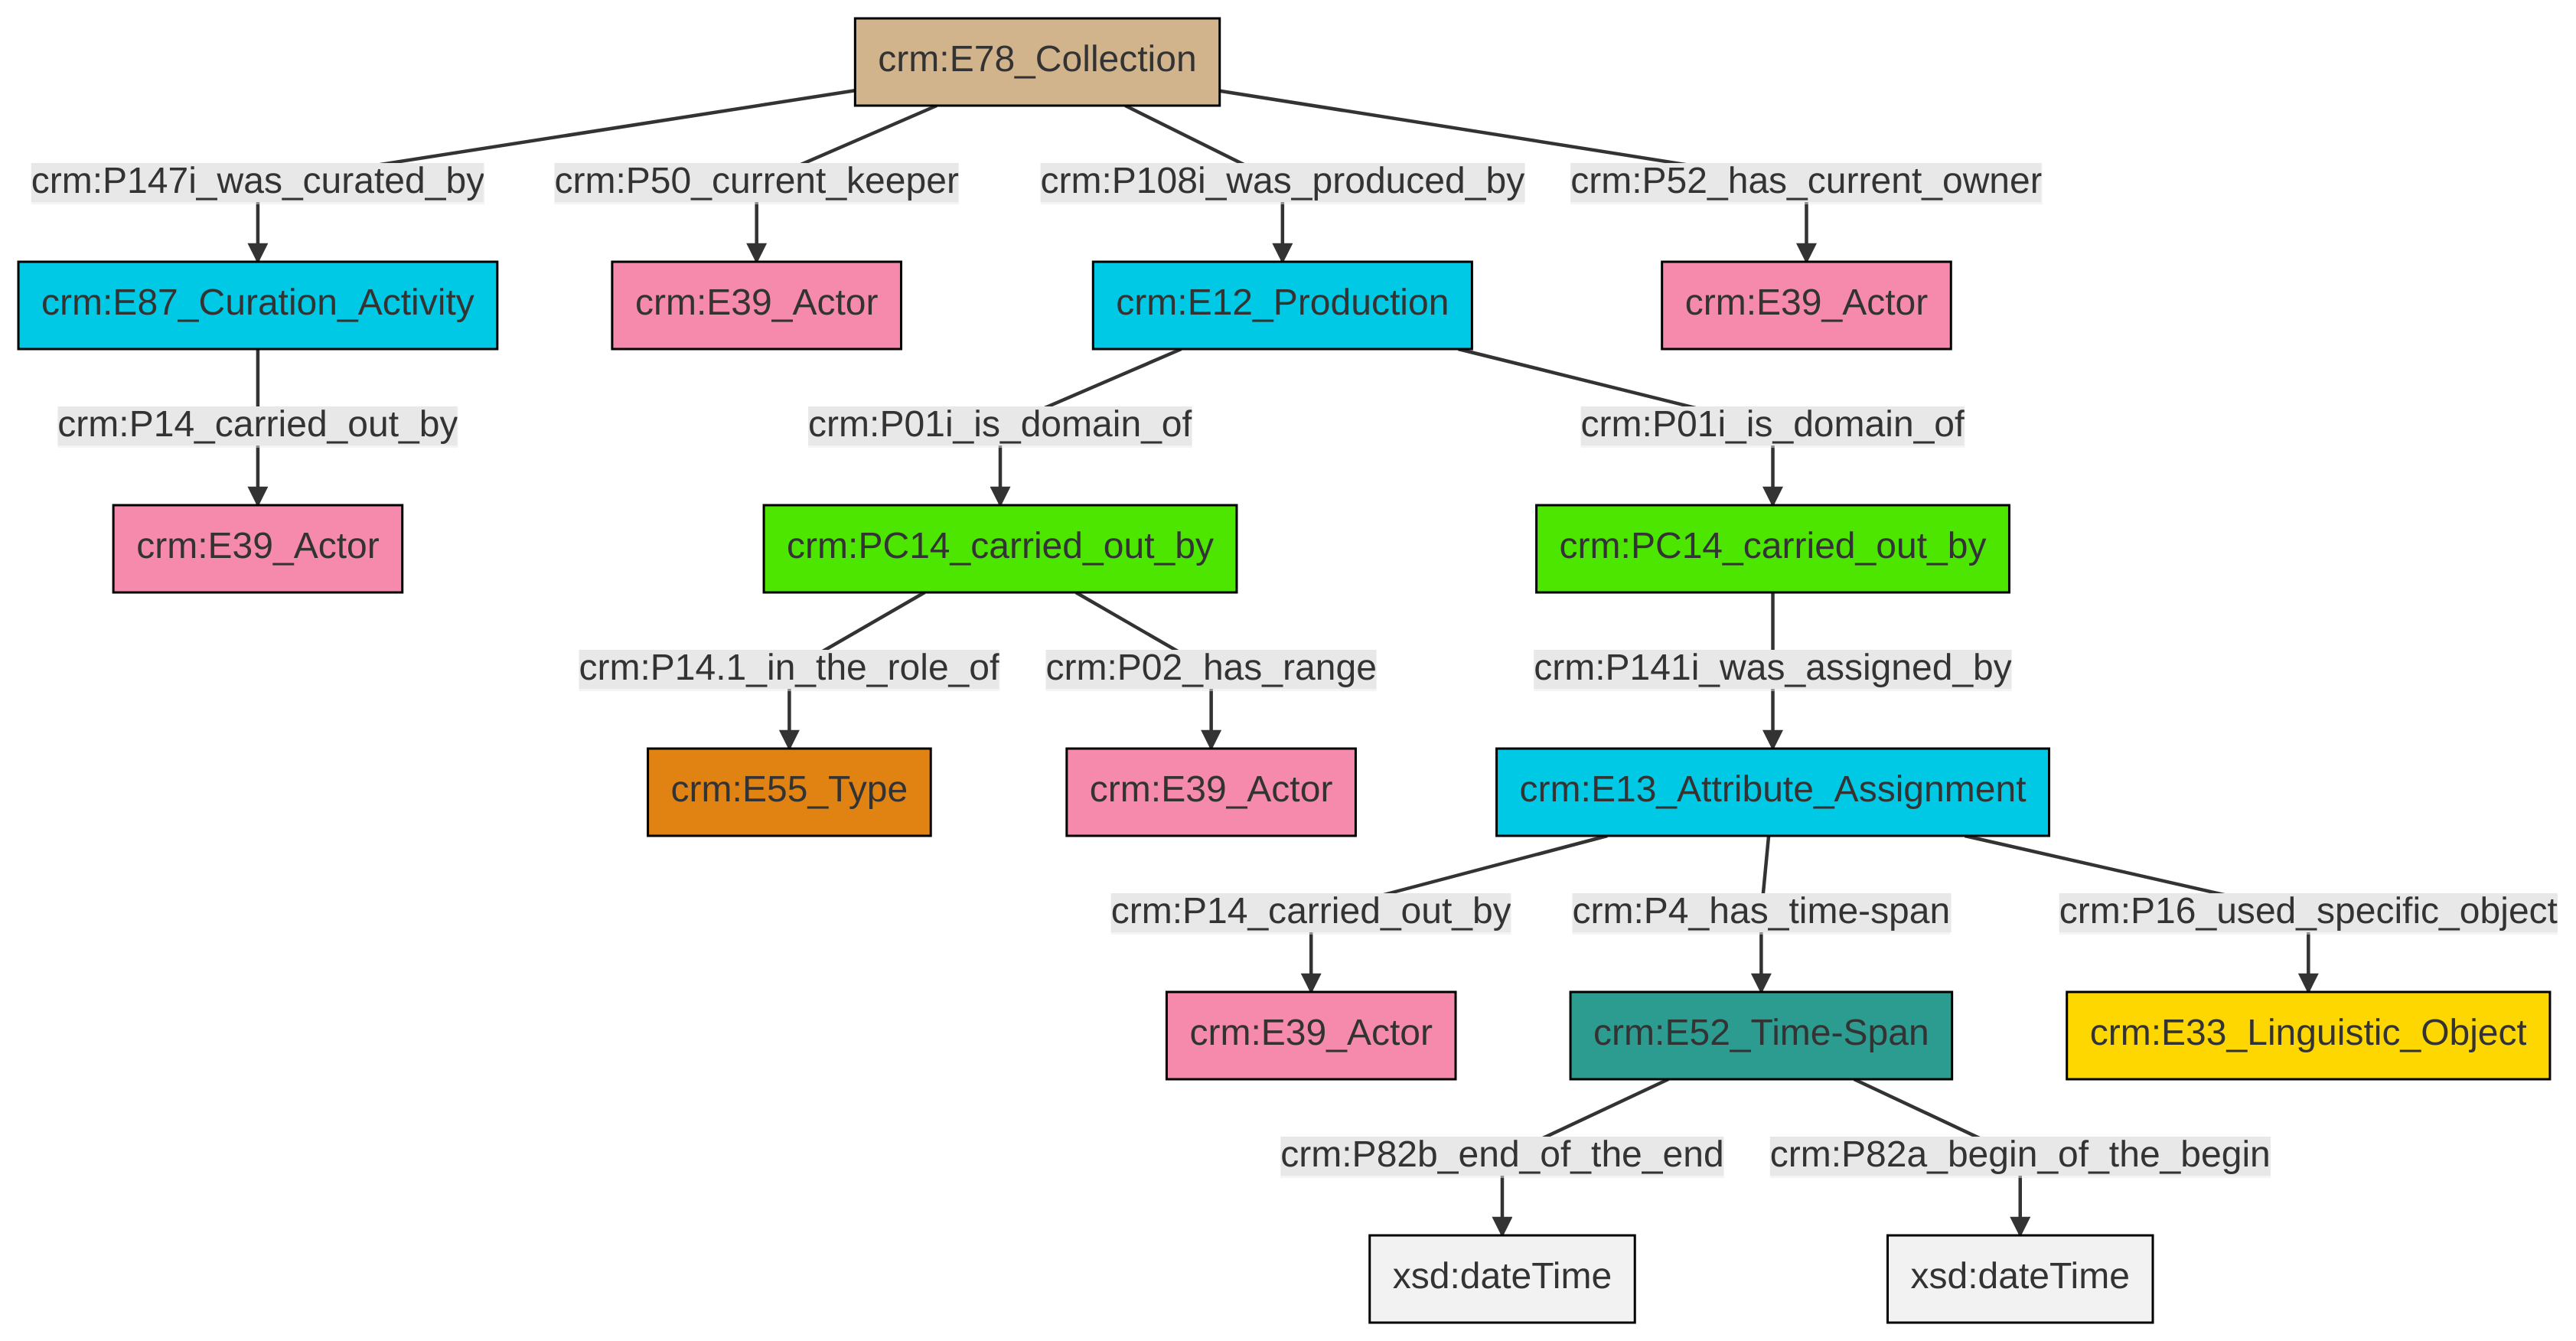 crm:E78_Collection
crm:P147i_was_curated_by
crm:P50_current_keeper
crm:P108i_was_produced_by
crm:P52_has_current_owner
crm:E87_Curation_Activity
crm:E39_Actor
crm:E12_Production
crm:E39_Actor
crm:P14_carried_out_by
crm:P01i_is_domain_of
crm:P01i_is_domain_of
crm:E39_Actor
crm:PC14_carried_out_by
crm:PC14_carried_out_by
crm:P14.1_in_the_role_of
crm:P02_has_range
crm:P141i_was_assigned_by
crm:E55_Type
crm:E39_Actor
crm:E13_Attribute_Assignment
crm:P14_carried_out_by
crm:P4_has_time-span
crm:P16_used_specific_object
crm:E39_Actor
crm:E52_Time-Span
crm:E33_Linguistic_Object
crm:P82b_end_of_the_end
crm:P82a_begin_of_the_begin
xsd:dateTime
xsd:dateTime